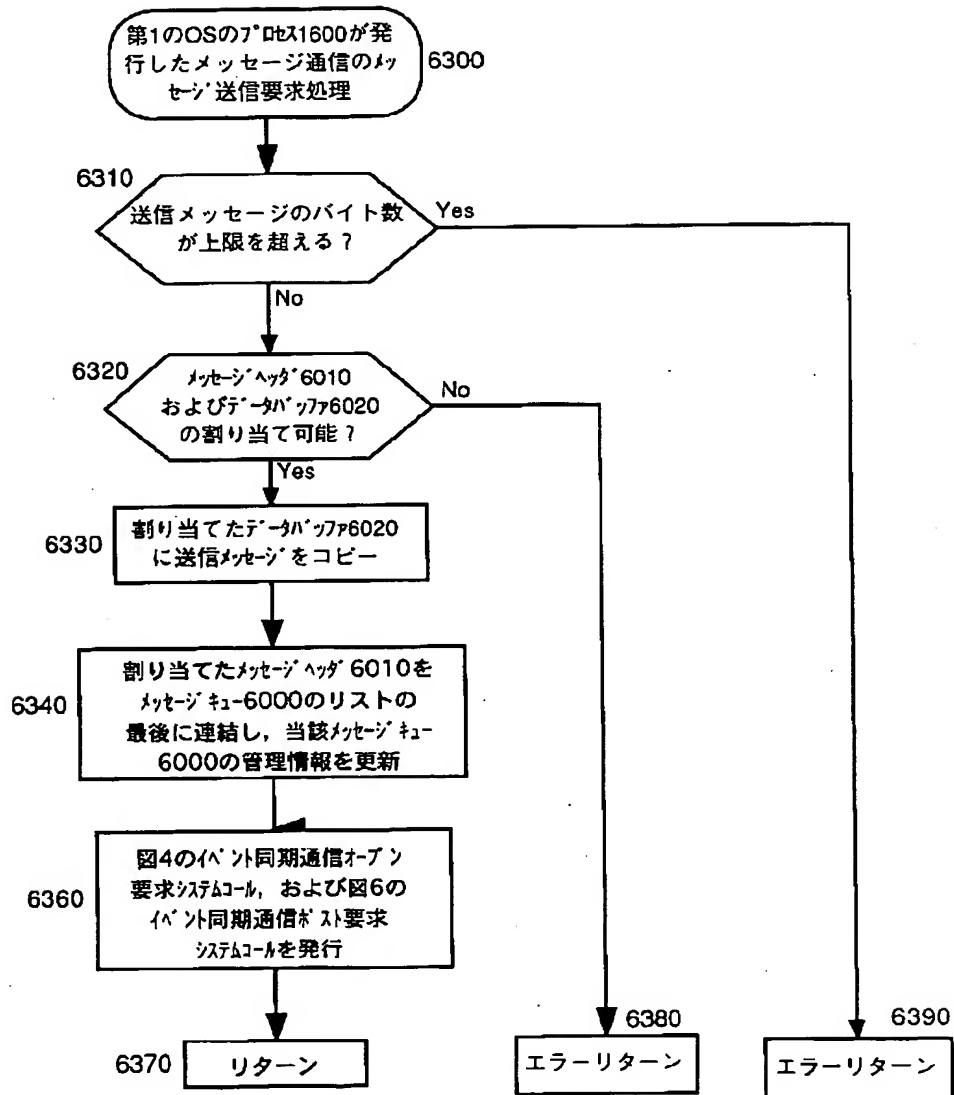 第1のOSのプロセス1600が発
行したメッセージ通信のメッ
セージ送信要求処理
6300
6310
送信メッセージのバイト数
が上限を超える?
Yes
No
6320
メッセージヘッダ6010
およびデータバッファ6020
の割り当て可能?
No
Yes
6330
割り当てたデータバッファ6020
に送信メッセージをコピー
6340
割り当てたメッセージヘッダ6010を
メッセージキュー6000のリストの
最後に連結し,当該メッセージキュー
6000の管理情報を更新
6360
図4のイベント同期通信オープン
要求システムコール,および図6の
イベント同期通信ポスト要求
システムコールを発行
6370
リターン
6380
エラーリターン
6390
エラーリターン